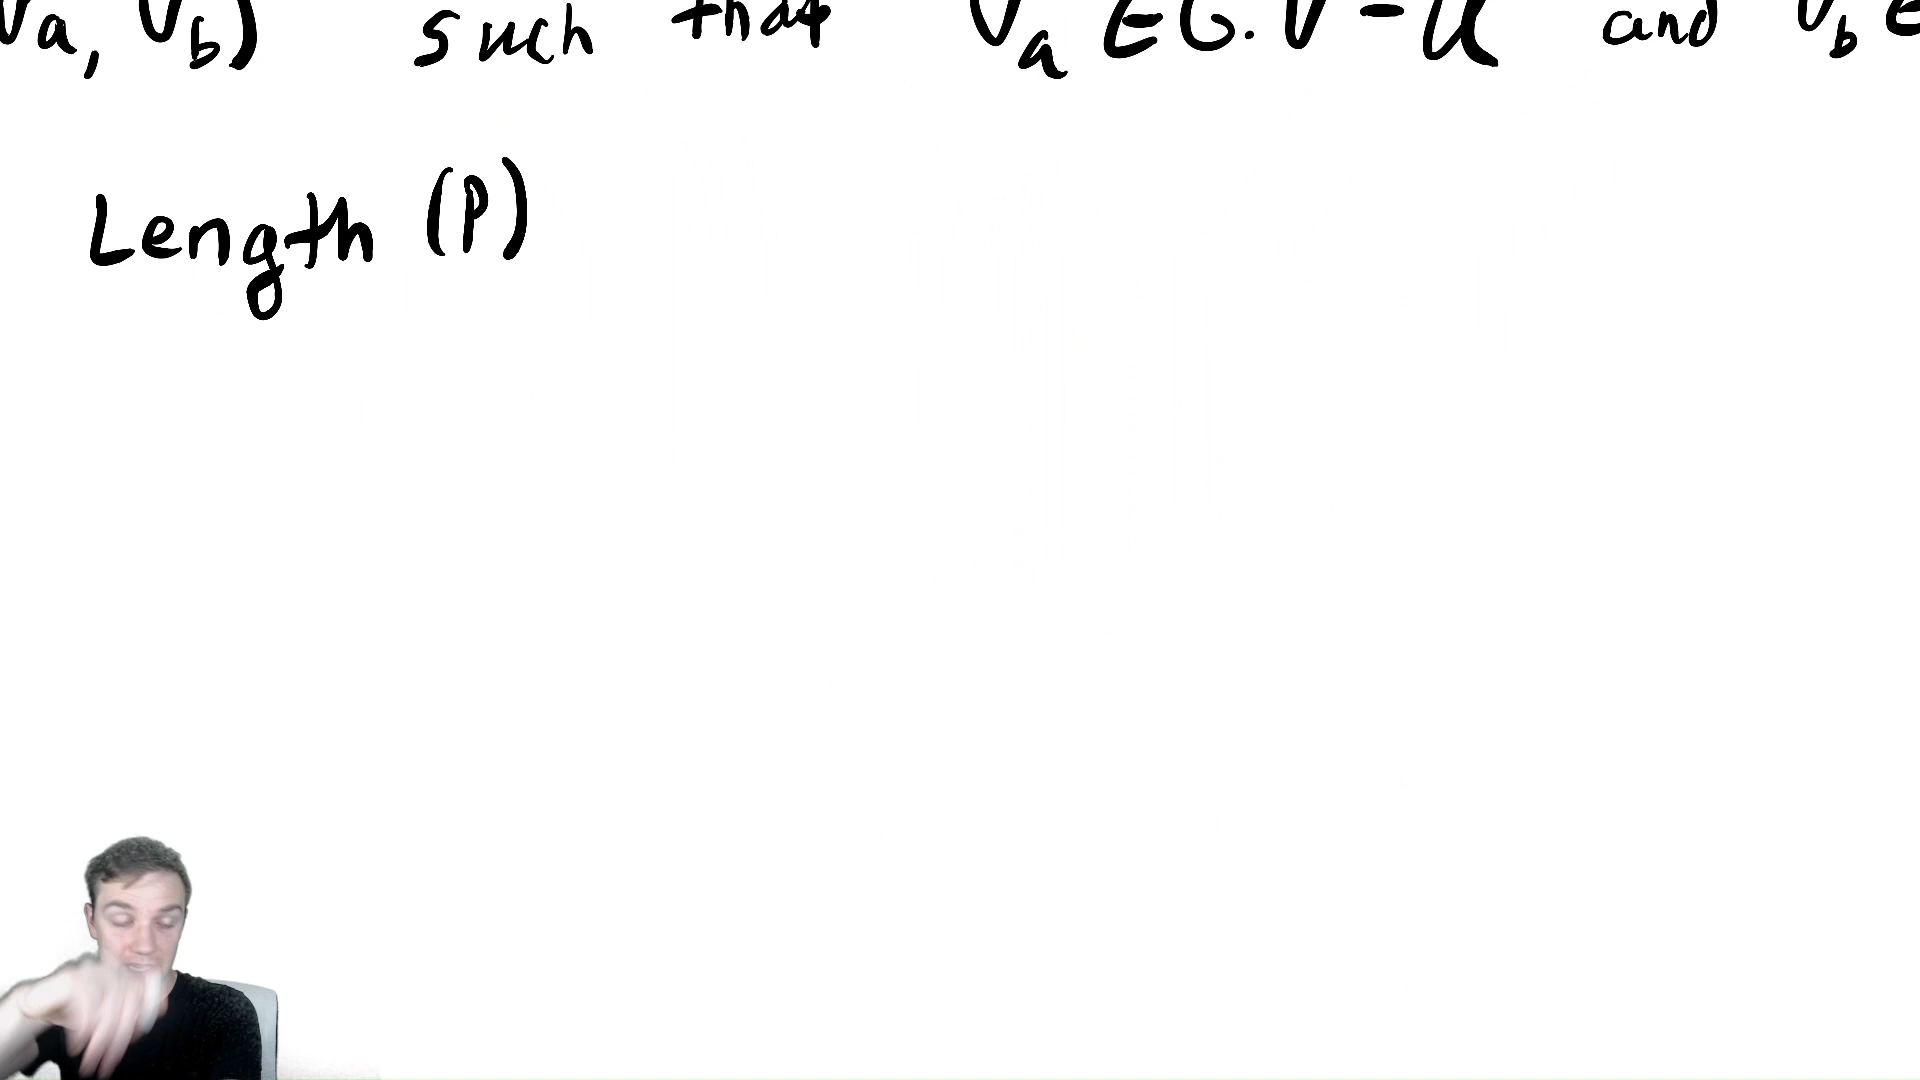 Va, Vb) such that Va ∈ G.V - U and Vb ∈
Length (P)